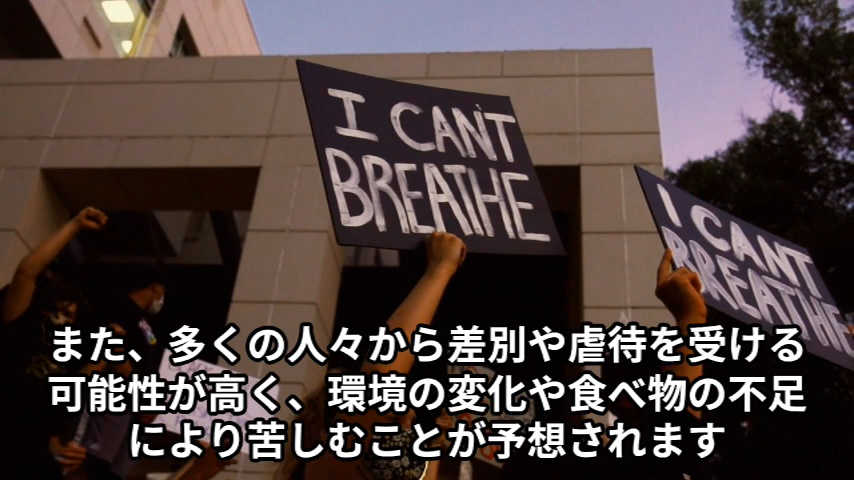 I CAN'T
BREATHE
I CAN'T
BREATHE
また、多くの人々から差別や虐待を受ける
可能性が高く、環境の変化や食べ物の不足
により苦しむことが予想されます